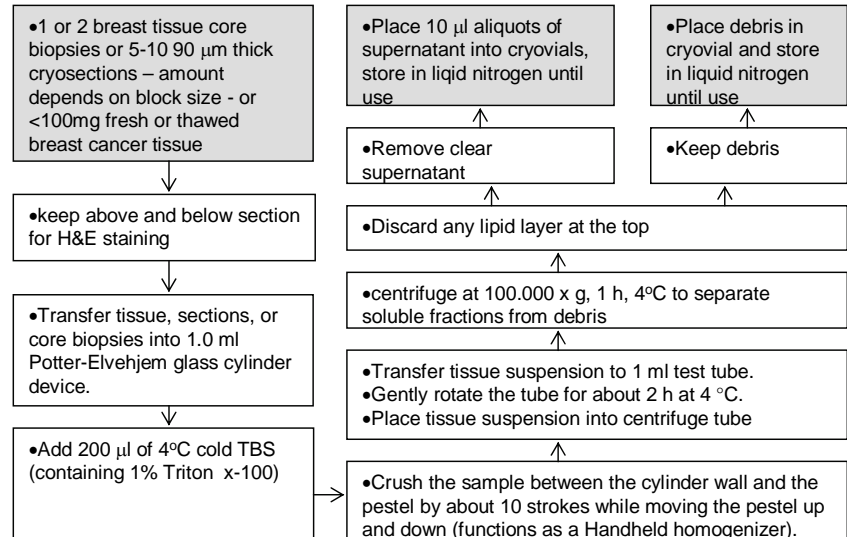 •1 or 2 breast tissue core
biopsies or 5-10 90 µm thick
cryosections – amount
depends on block size - or
<100mg fresh or thawed
breast cancer tissue
•keep above and below section
for H&E staining
•Transfer tissue, sections, or
core biopsies into 1.0 ml
Potter-Elvehjem glass cylinder
device.
•Add 200 µl of 4ºC cold TBS
(containing 1% Triton x-100)
•Crush the sample between the cylinder wall and the
pestel by about 10 strokes while moving the pestel up
and down (functions as a Handheld homogenizer).
•Transfer tissue suspension to 1 ml test tube.
•Gently rotate the tube for about 2 h at 4 °C.
•Place tissue suspension into centrifuge tube
•centrifuge at 100.000 x g, 1 h, 4ºC to separate
soluble fractions from debris
•Discard any lipid layer at the top
•Remove clear
supernatant
•Place 10 µl aliquots of
supernatant into cryovials,
store in liqid nitrogen until
use
•Keep debris
•Place debris in
cryovial and store
in liquid nitrogen
until use